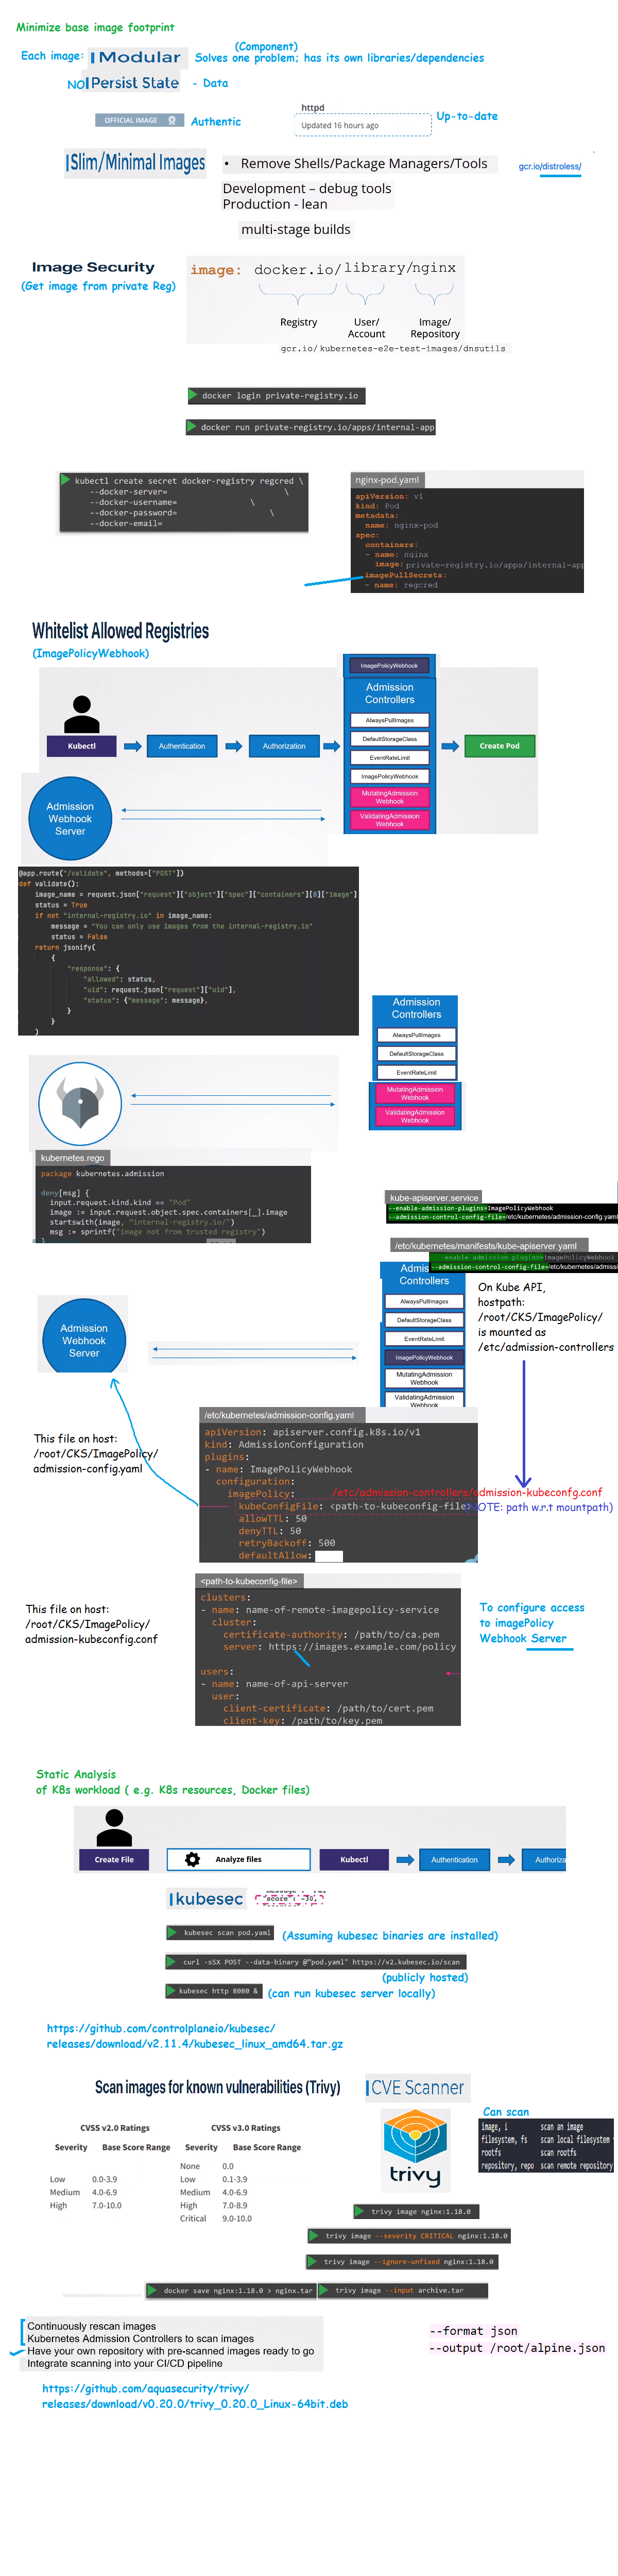 Minimize base image footprint
(Component)
Each image: Modular Solves one problem; has its own libraries/dependencies
NO Persist State - Data
httpd
OFFICIAL IMAGE Authentic
Updated 16 hours ago
Up-to-date
Slim/Minimal Images
• Remove Shells/Package Managers/Tools
gcr.io/distroless/
Development – debug tools
Production - lean
multi-stage builds
Image Security
(Get image from private Reg)
image: docker.io/library/nginx
Registry User/Account Image/Repository
gcr.io/kubernetes-e2e-test-images/dnsutils
docker login private-registry.io
docker run private-registry.io/apps/internal-app
kubectl create secret docker-registry regcred \
--docker-server= \
--docker-username= \
--docker-password= \
--docker-email=
nginx-pod.yaml
apiVersion: v1
kind: Pod
metadata:
name: nginx-pod
spec:
containers:
- name: nginx
image: private-registry.io/apps/internal-app
imagePullSecrets:
- name: regcred
Whitelist Allowed Registries
(ImagePolicyWebhook)
ImagePolicyWebhook
Admission
Controllers
AlwaysPullImages
DefaultStorageClass
EventRateLimit
ImagePolicyWebhook
MutatingAdmission
Webhook
ValidatingAdmission
Webhook
Kubectl
Authentication
Authorization
Create Pod
Admission
Webhook
Server
@app.route("/validate", methods=["POST"])
def validate():
image_name = request.json["request"]["object"]["spec"]["containers"][0]["image"]
status = True
if not "internal-registry.io" in image_name:
message = "You can only use images from the internal-registry.io"
status = False
return jsonify(
{
"response": {
"allowed": status,
"uid": request.json["request"]["uid"],
"status": {"message": message},
}
}
)
Admission
Controllers
AlwaysPullImages
DefaultStorageClass
EventRateLimit
MutatingAdmission
Webhook
ValidatingAdmission
Webhook
kubernetes.rego
package kubernetes.admission
deny[msg] {
input.request.kind.kind == "Pod"
image := input.request.object.spec.containers[_].image
startswith(image, "internal-registry.io/")
msg := sprintf("image not from trusted registry")
}
kube-apiserver.service
--enable-admission-plugins=ImagePolicyWebhook
--admission-control-config-file=/etc/kubernetes/admission-config.yaml
/etc/kubernetes/manifests/kube-apiserver.yaml
--enable-admission-plugins=ImagePolicyWebhook
--admission-control-config-file=/etc/kubernetes/admiss
Admis
Controllers
AlwaysPullImages
DefaultStorageClass
EventRateLimit
ImagePolicyWebhook
MutatingAdmission
Webhook
ValidatingAdmission
Webhook
On Kube API,
hostpath:
/root/CKS/ImagePolicy/
is mounted as
/etc/admission-controllers
Admission
Webhook
Server
/etc/kubernetes/admission-config.yaml
This file on host:
/root/CKS/ImagePolicy/
admission-config.yaml
apiVersion: apiserver.config.k8s.io/v1
kind: AdmissionConfiguration
plugins:
- name: ImagePolicyWebhook
configuration:
imagePolicy:
/etc/admission-controllers/admission-kubeconfg.conf
kubeConfigFile: <path-to-kubeconfig-file>
(NOTE: path w.r.t mountpath)
allowTTL: 50
denyTTL: 50
retryBackoff: 500
defaultAllow:
<path-to-kubeconfig-file>
This file on host:
/root/CKS/ImagePolicy/
admission-kubeconfig.conf
clusters:
- name: name-of-remote-imagepolicy-service
cluster:
certificate-authority: /path/to/ca.pem
server: https://images.example.com/policy
users:
- name: name-of-api-server
user:
client-certificate: /path/to/cert.pem
client-key: /path/to/key.pem
To configure access
to imagePolicy
Webhook Server
Static Analysis
of K8s workload ( e.g. K8s resources, Docker files)
Create File
Analyze files
Kubectl
Authentication
Authoriza
kubesec
score": -30,
kubesec scan pod.yaml (Assuming kubesec binaries are installed)
curl -sSX POST --data-binary @"pod.yaml" https://v2.kubesec.io/scan
(publicly hosted)
kubesec http 8080 & (can run kubesec server locally)
https://github.com/controlplaneio/kubesec/
releases/download/v2.11.4/kubesec_linux_amd64.tar.gz
Scan images for known vulnerabilities (Trivy)
CVE Scanner
CVSS v2.0 Ratings
Severity Base Score Range
Low 0.0-3.9
Medium 4.0-6.9
High 7.0-10.0
CVSS v3.0 Ratings
Severity Base Score Range
None 0.0
Low 0.1-3.9
Medium 4.0-6.9
High 7.0-8.9
Critical 9.0-10.0
trivy
Can scan
image, i scan an image
filesystem, fs scan local filesystem
rootfs scan rootfs
repository, repo scan remote repository
trivy image nginx:1.18.0
trivy image --severity CRITICAL nginx:1.18.0
trivy image --ignore-unfixed nginx:1.18.0
docker save nginx:1.18.0 > nginx.tar
trivy image --input archive.tar
Continuously rescan images
Kubernetes Admission Controllers to scan images
Have your own repository with pre-scanned images ready to go
Integrate scanning into your CI/CD pipeline
--format json
--output /root/alpine.json
https://github.com/aquasecurity/trivy/
releases/download/v0.20.0/trivy_0.20.0_Linux-64bit.deb